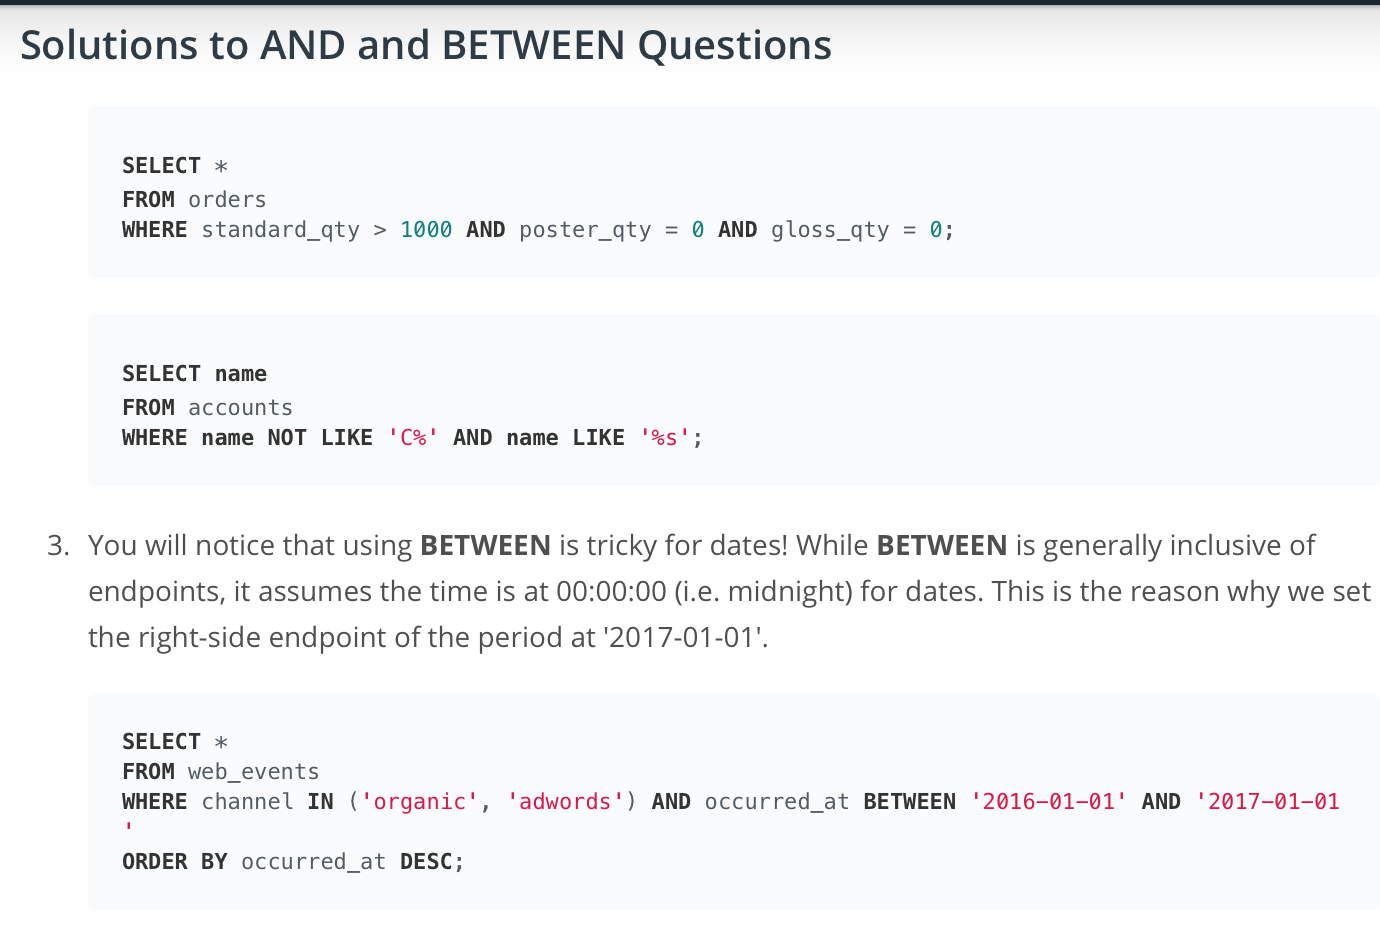 Solutions to AND and BETWEEN Questions
SELECT *
FROM orders
WHERE standard_qty > 1000 AND poster_qty = 0 AND gloss_qty = 0;
SELECT name
FROM accounts
WHERE name NOT LIKE 'C%' AND name LIKE '%s';
3. You will notice that using BETWEEN is tricky for dates! While BETWEEN is generally inclusive of
endpoints, it assumes the time is at 00:00:00 (i.e. midnight) for dates. This is the reason why we set
the right-side endpoint of the period at '2017-01-01'.
SELECT *
FROM web_events
WHERE channel IN ('organic', 'adwords') AND occurred_at BETWEEN '2016-01-01' AND '2017-01-01
'
ORDER BY occurred_at DESC;